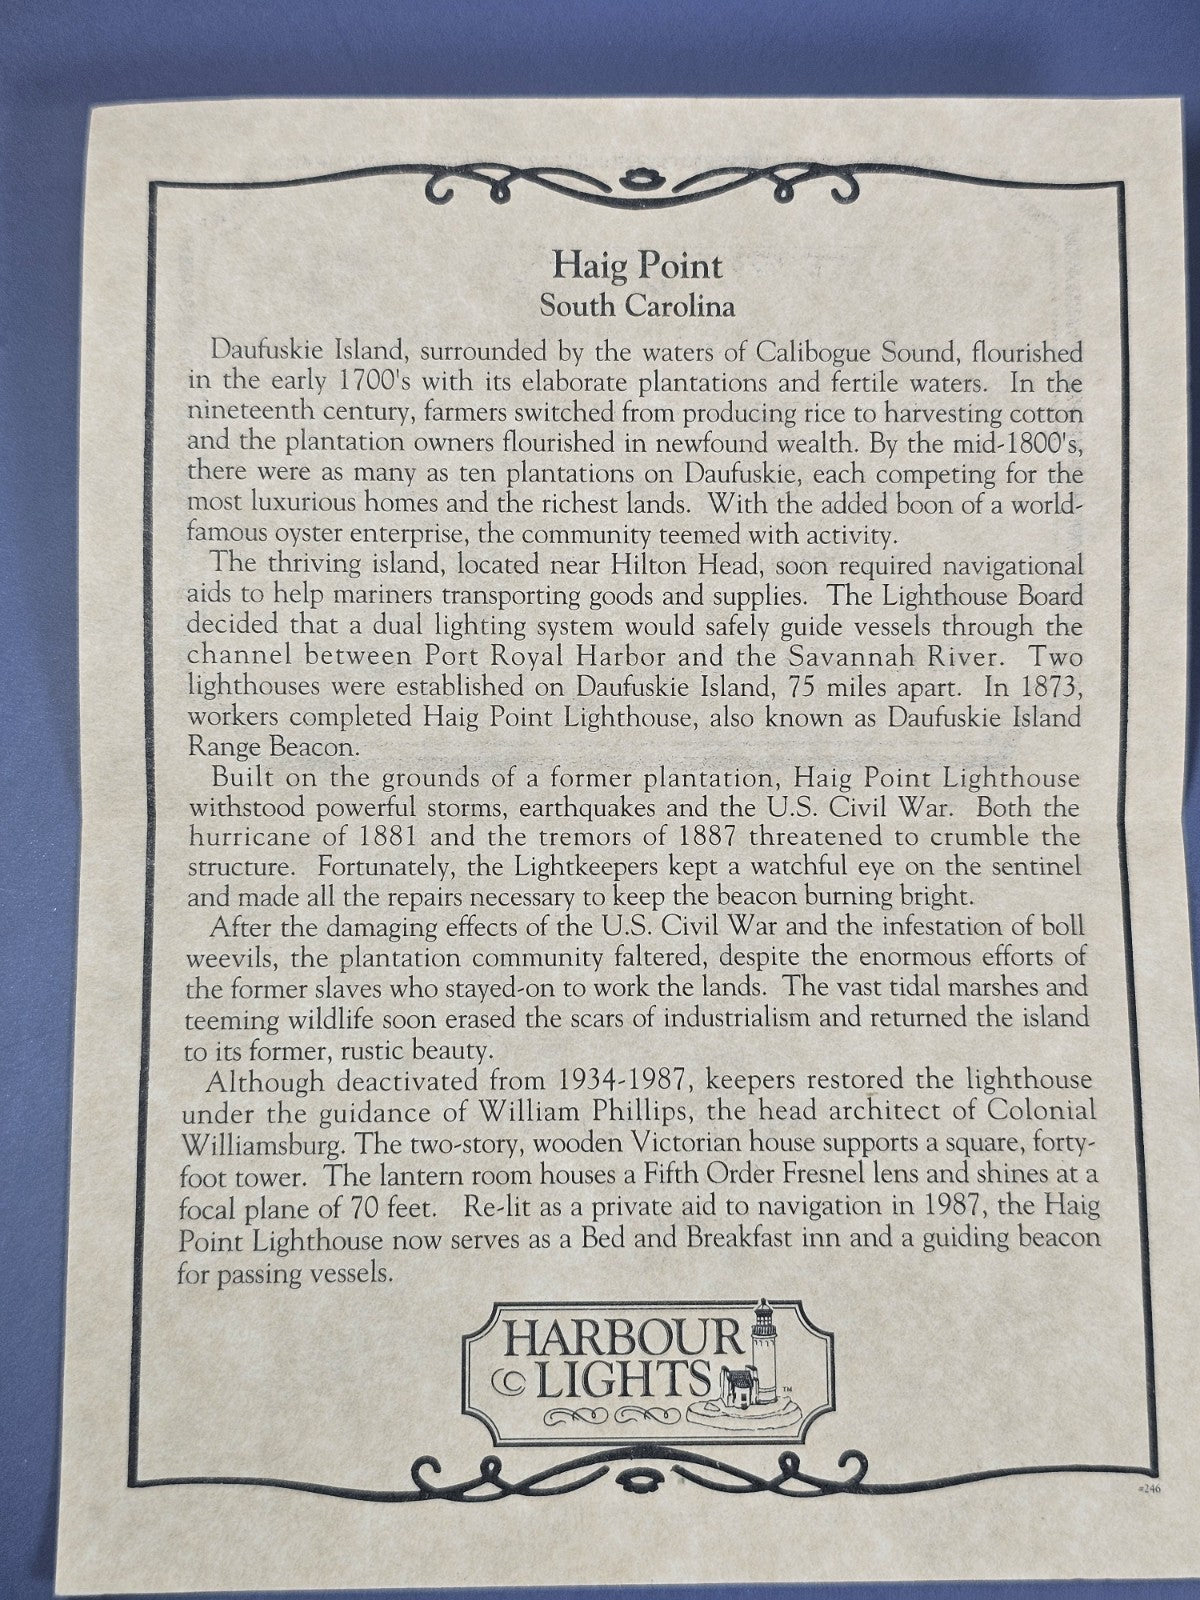 Haig Point
South Carolina
Daufuskie Island, surrounded by the waters of Calibogue Sound, flourished
in the early 1700's with its elaborate plantations and fertile waters. In the
nineteenth century, farmers switched from producing rice to harvesting cotton
and the plantation owners flourished in newfound wealth. By the mid-1800's,
there were as many as ten plantations on Daufuskie, each competing for the
most luxurious homes and the richest lands. With the added boon of a world-
famous oyster enterprise, the community teemed with activity.
The thriving island, located near Hilton Head, soon required navigational
aids to help mariners transporting goods and supplies. The Lighthouse Board
decided that a dual lighting system would safely guide vessels through the
channel between Port Royal Harbor and the Savannah River. Two
lighthouses were established on Daufuskie Island, 75 miles apart. In 1873,
workers completed Haig Point Lighthouse, also known as Daufuskie Island
Range Beacon.
Built on the grounds of a former plantation, Haig Point Lighthouse
withstood powerful storms, earthquakes and the U.S. Civil War. Both the
hurricane of 1881 and the tremors of 1887 threatened to crumble the
structure. Fortunately, the Lightkeepers kept a watchful eye on the sentinel
and made all the repairs necessary to keep the beacon burning bright.
After the damaging effects of the U.S. Civil War and the infestation of boll
weevils, the plantation community faltered, despite the enormous efforts of
the former slaves who stayed-on to work the lands. The vast tidal marshes and
teeming wildlife soon erased the scars of industrialism and returned the island
to its former, rustic beauty.
Although deactivated from 1934-1987, keepers restored the lighthouse
under the guidance of William Phillips, the head architect of Colonial
Williamsburg. The two-story, wooden Victorian house supports a square, forty-
foot tower. The lantern room houses a Fifth Order Fresnel lens and shines at a
focal plane of 70 feet. Re-lit as a private aid to navigation in 1987, the Haig
Point Lighthouse now serves as a Bed and Breakfast inn and a guiding beacon
for passing vessels.
HARBOUR
© LIGHTS ™
#246